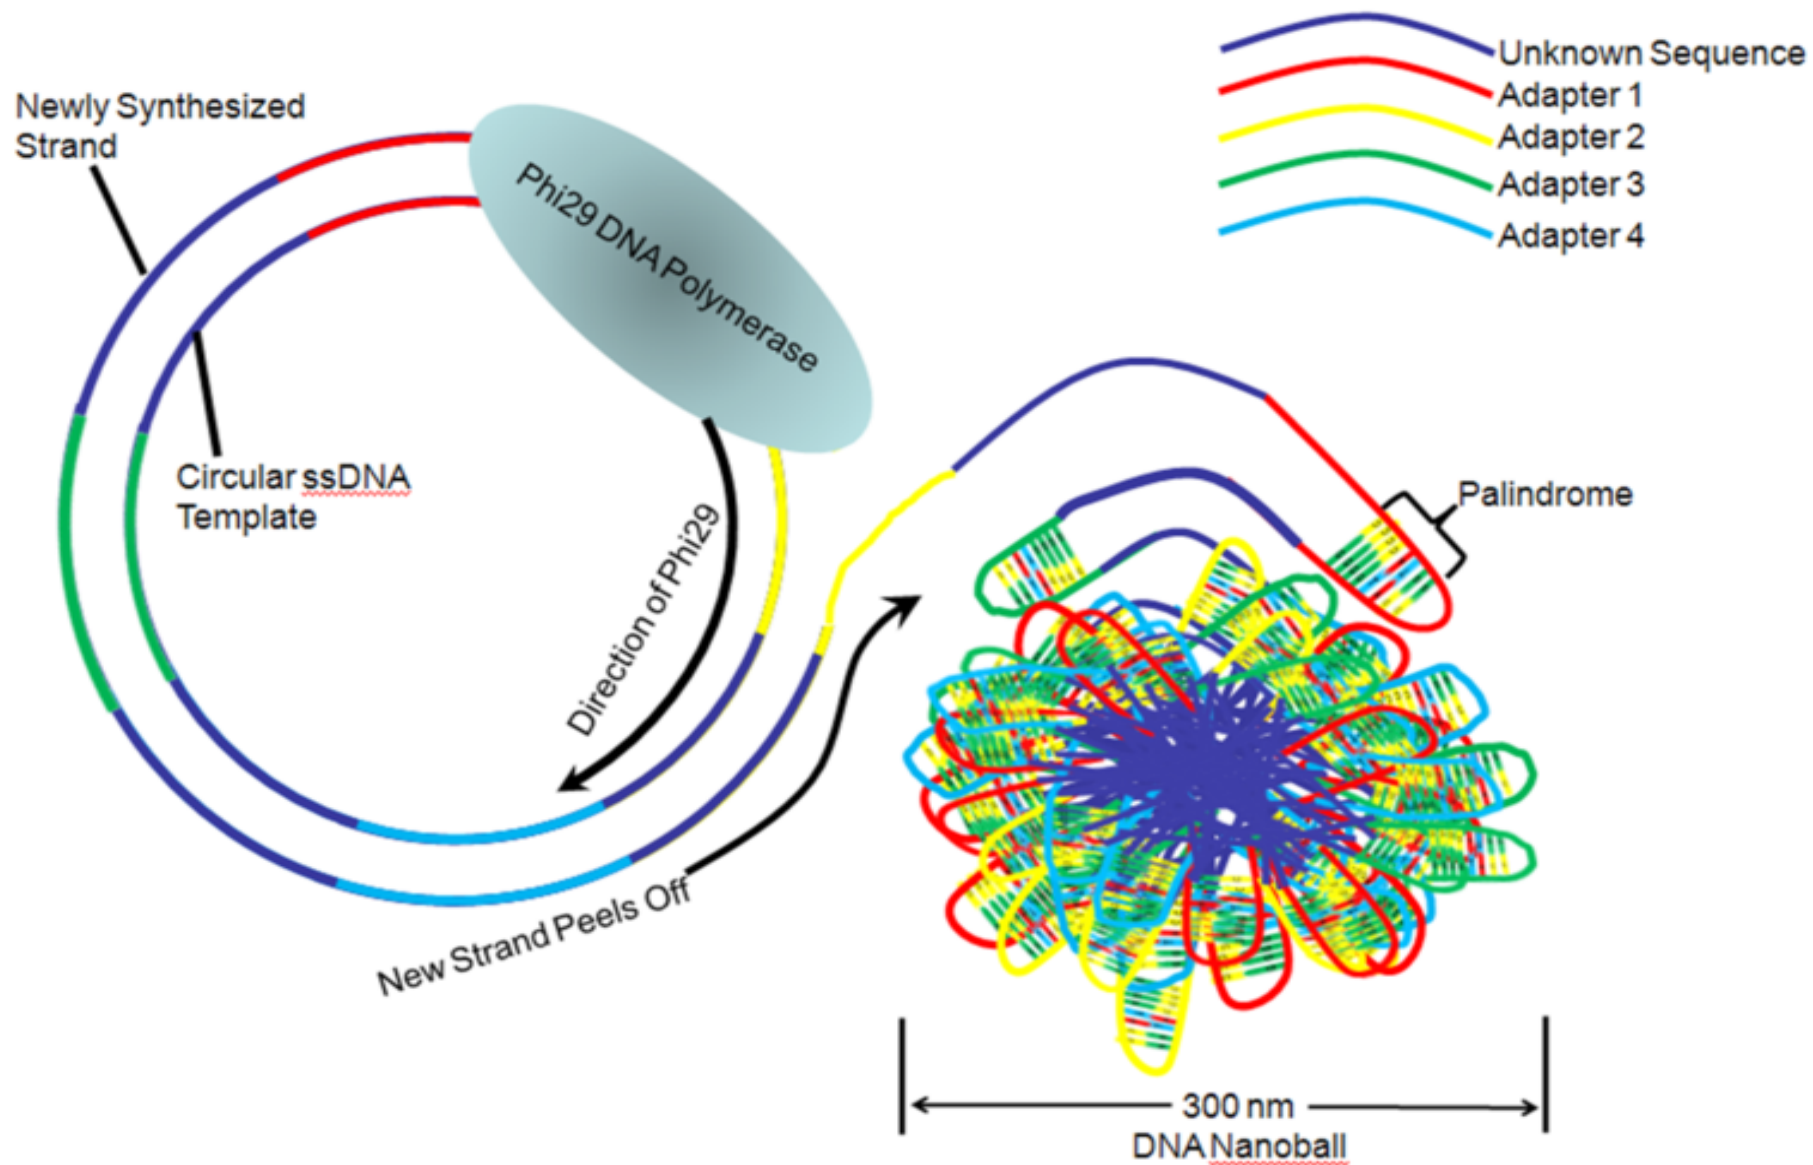 Newly Synthesized
Strand
Phi29 DNA Polymerase
Circular ssDNA
Template
Direction of Phi29
New Strand Peels Off
Unknown Sequence
Adapter 1
Adapter 2
Adapter 3
Adapter 4
Palindrome
300 nm
DNA Nanoball